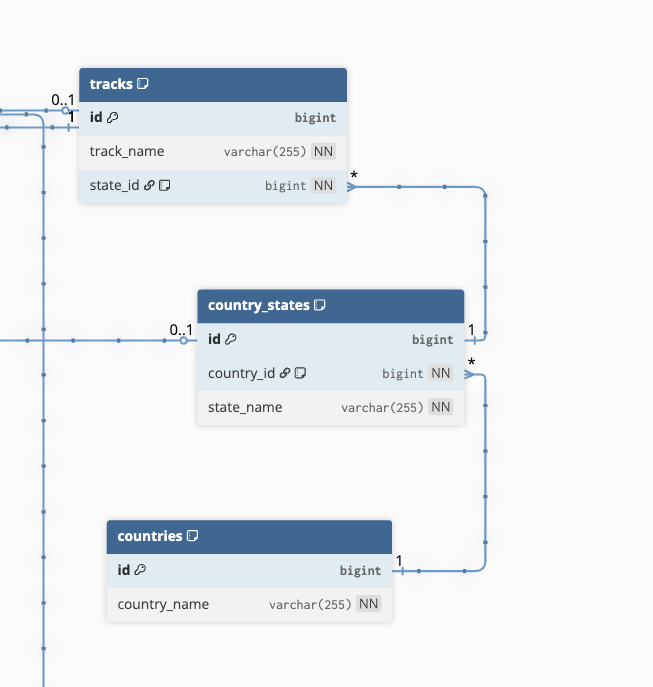 tracks
0..1
1
id bigint
track_name varchar(255) NN
state_id bigint NN
*
country_states
0..1
1
id bigint
*
country_id bigint NN
state_name varchar(255) NN
countries
1
id bigint
country_name varchar(255) NN